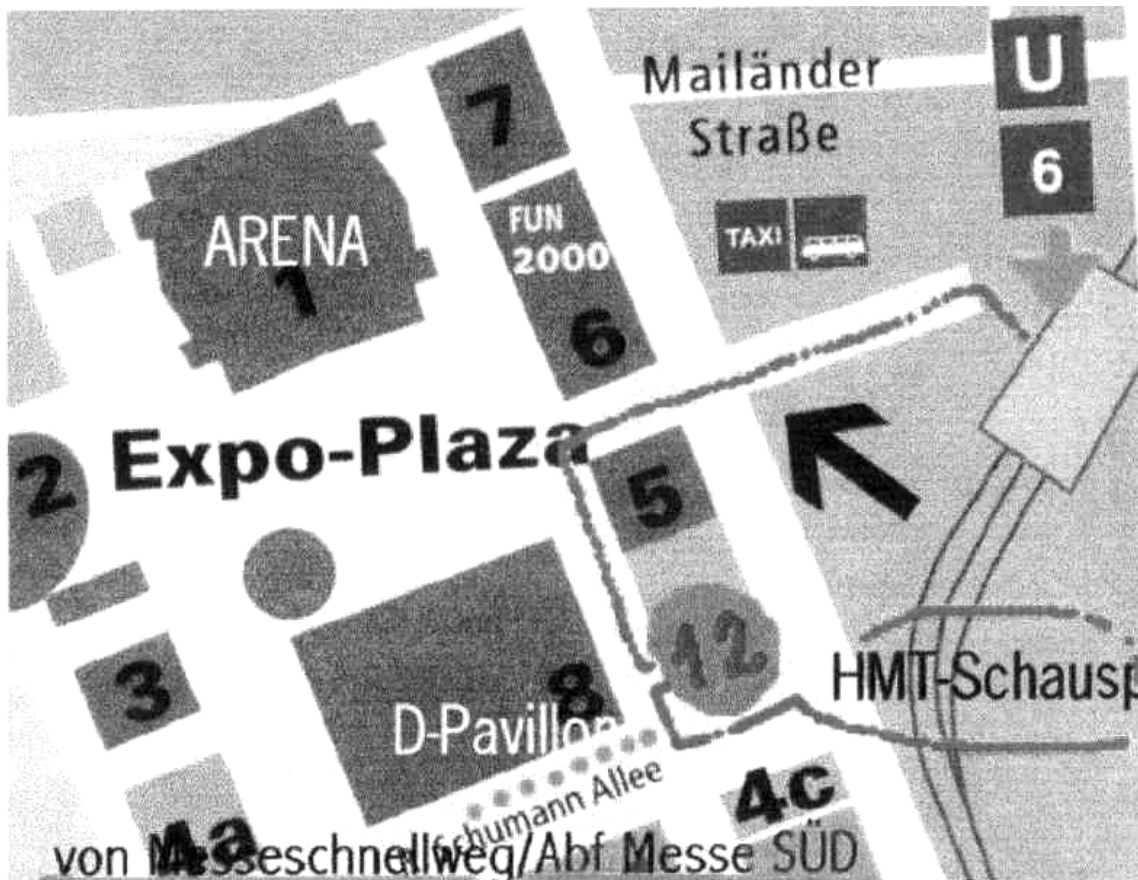 Mailänder
Straße
U
6
7
FUN
2000
6
TAXI
ARENA
1
Expo-Plaza
2
5
3
8
D-Pavillon
12
HMT-Schausp
4c
4a
Schumann Allee
von Messeschnellweg/Abf Messe SÜD